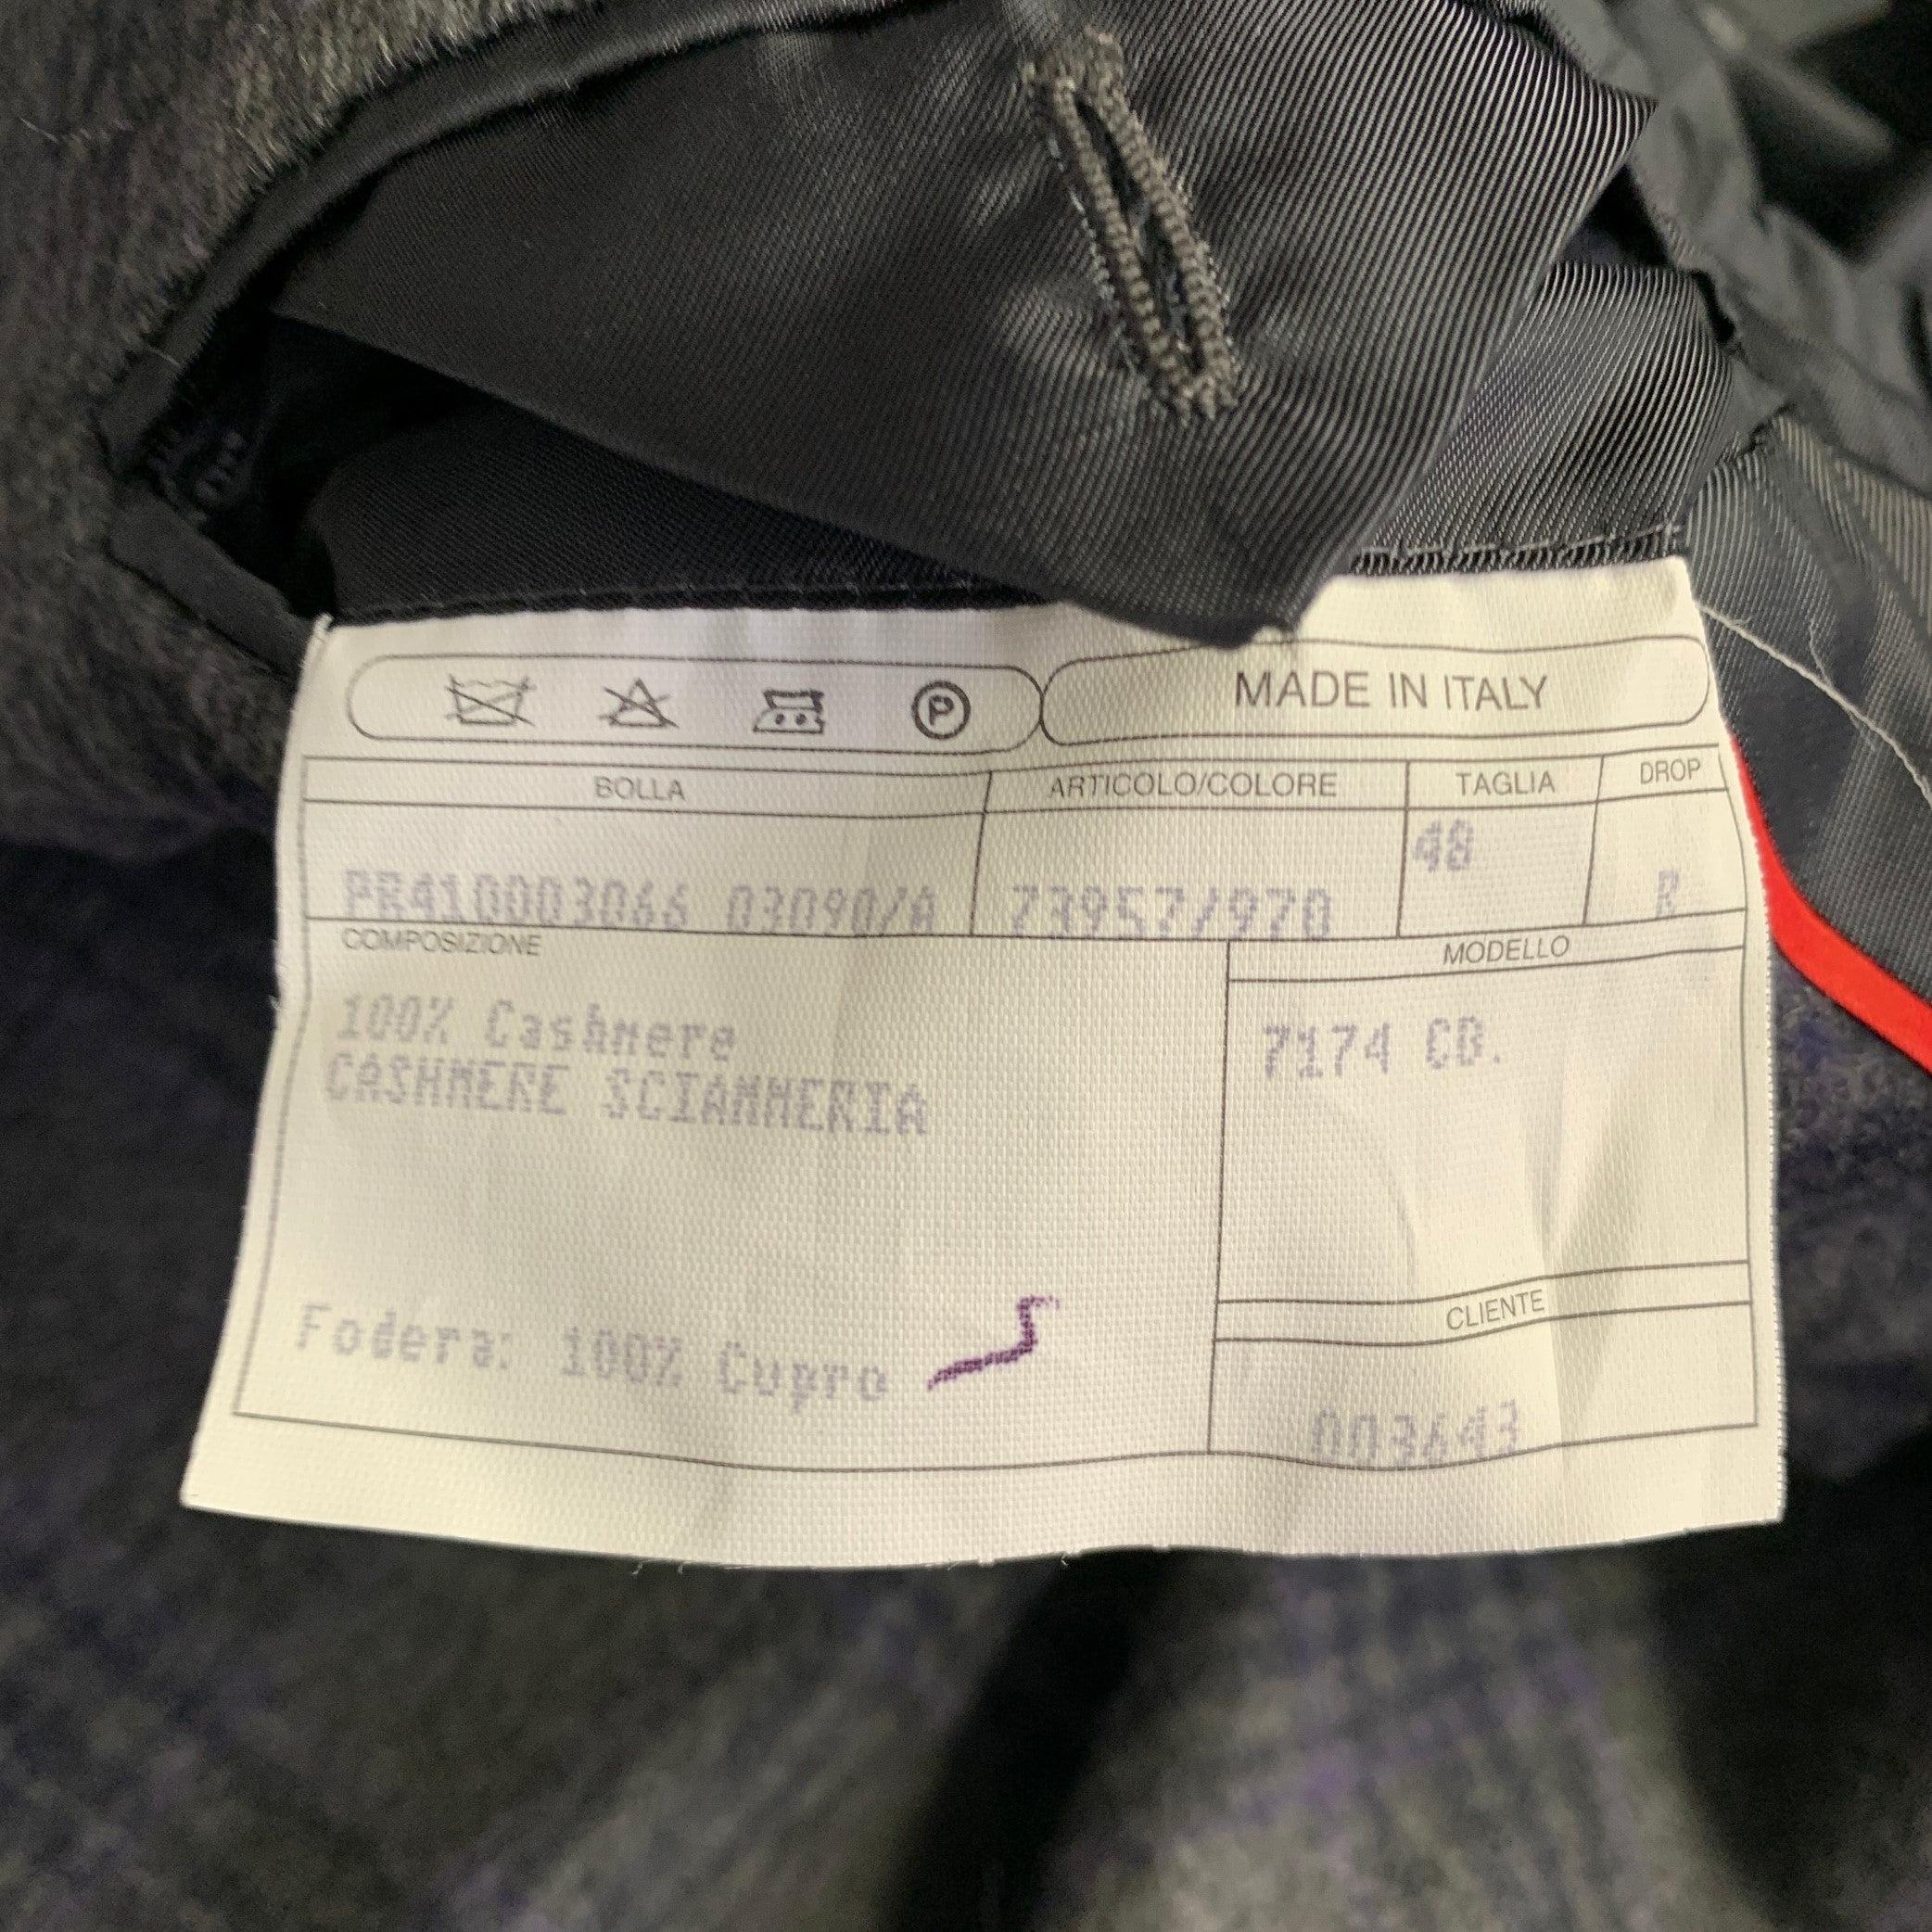 MADE IN ITALY
BOLLA ARTICOLO/COLORE TAGLIA DROP
PR410003066 03090/A 73957/970 48 R
COMPOSIZIONE MODELLO
100% Cashmere 7174 CD.
CASHMERE SCIAMMERIA
CLIENTE
Fodera: 100% Cupro
003643